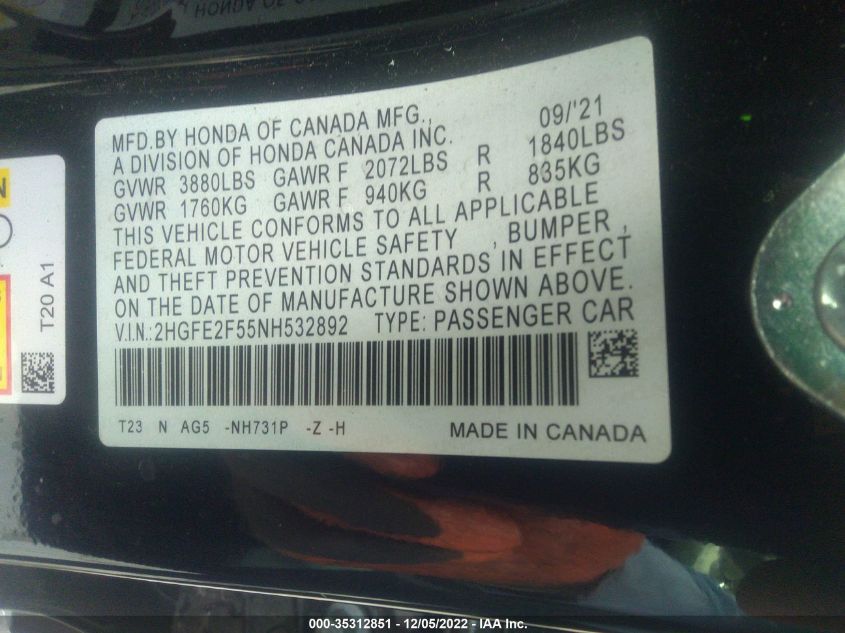 HONDA
MFD.BY HONDA OF CANADA MFG., 09/'21
A DIVISION OF HONDA CANADA INC.
GVWR 3880LBS GAWR F 2072LBS R 1840LBS
GVWR 1760KG GAWR F 940KG R 835KG
THIS VEHICLE CONFORMS TO ALL APPLICABLE
FEDERAL MOTOR VEHICLE SAFETY , BUMPER ,
AND THEFT PREVENTION STANDARDS IN EFFECT
ON THE DATE OF MANUFACTURE SHOWN ABOVE.
V.I.N.:2HGFE2F55NH532892 TYPE: PASSENGER CAR
T23 N AG5 -NH731P -Z -H MADE IN CANADA
N
T20 A1
000-35312851 - 12/05/2022 - IAA Inc.